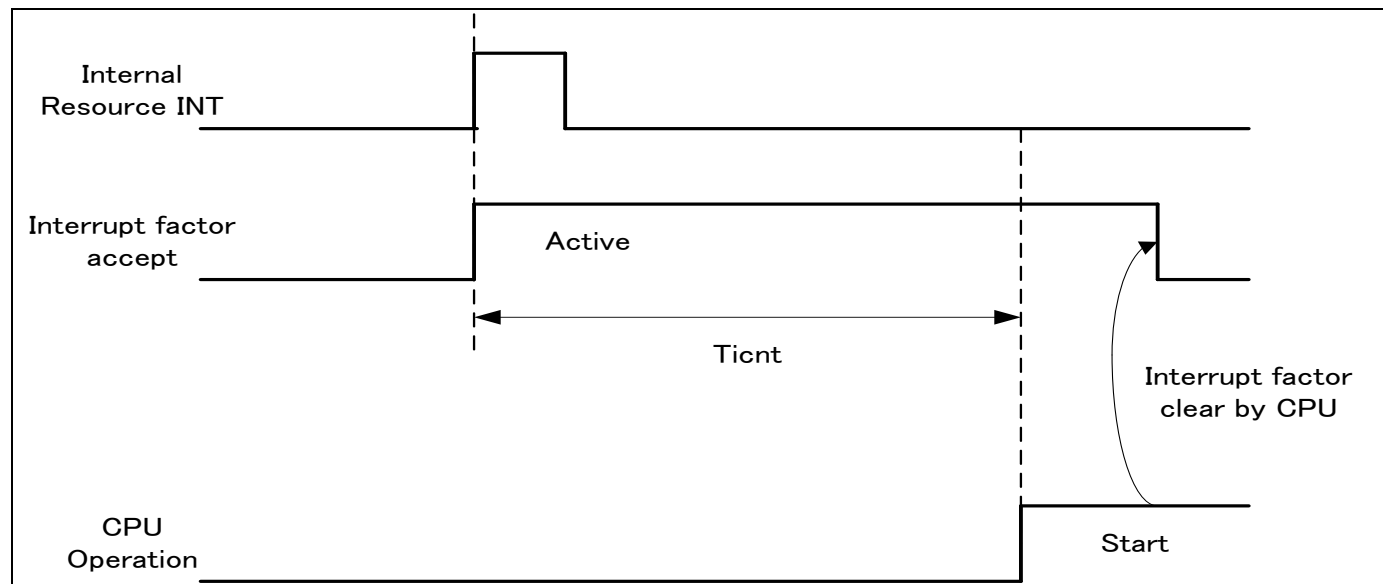 Internal
Resource INT
Interrupt factor
accept
Active
Ticnt
Interrupt factor
clear by CPU
CPU
Operation
Start